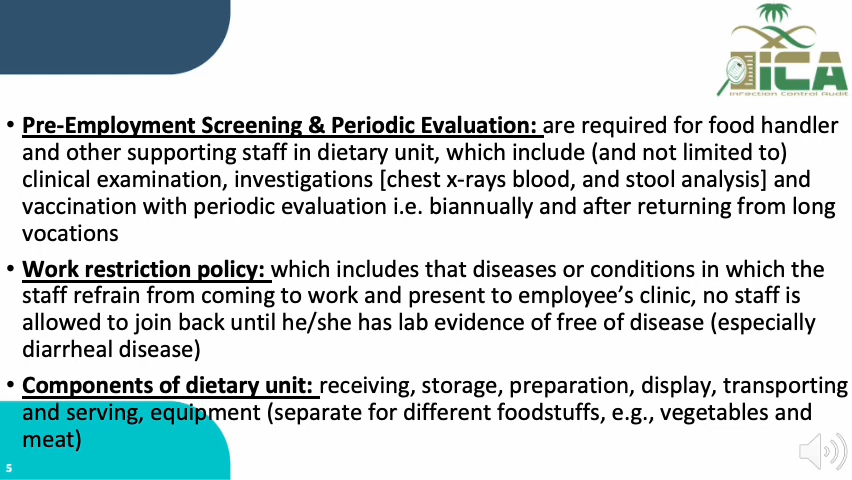 iCA
Infection Control Audit
• Pre-Employment Screening & Periodic Evaluation: are required for food handler
and other supporting staff in dietary unit, which include (and not limited to)
clinical examination, investigations [chest x-rays blood, and stool analysis] and
vaccination with periodic evaluation i.e. biannually and after returning from long
vocations
• Work restriction policy: which includes that diseases or conditions in which the
staff refrain from coming to work and present to employee's clinic, no staff is
allowed to join back until he/she has lab evidence of free of disease (especially
diarrheal disease)
• Components of dietary unit: receiving, storage, preparation, display, transporting
and serving, equipment (separate for different foodstuffs, e.g., vegetables and
meat)
5